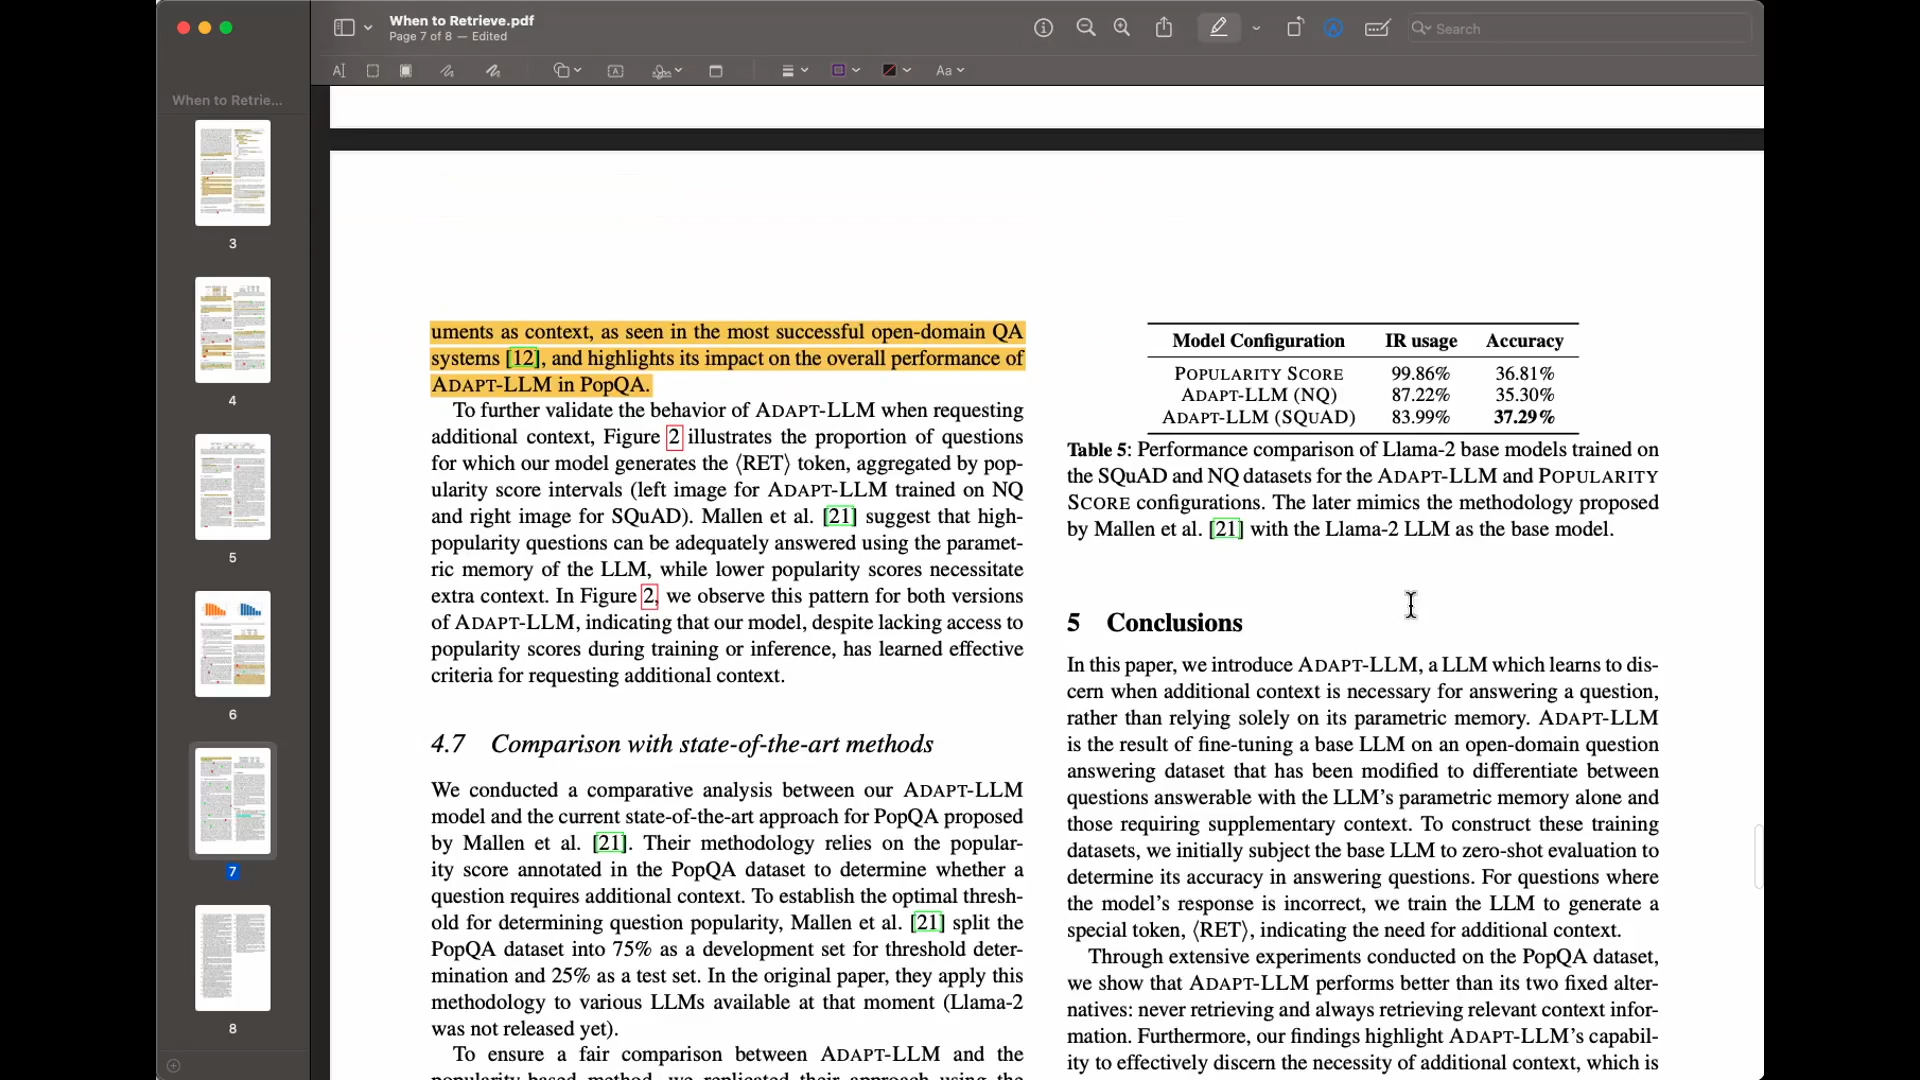 When to Retrieve.pdf
Page 7 of 8 — Edited
Search
Aa
When to Retrie...
3
4
5
6
7
8
uments as context, as seen in the most successful open-domain QA
systems [12], and highlights its impact on the overall performance of
ADAPT-LLM in PopQA.
To further validate the behavior of ADAPT-LLM when requesting
additional context, Figure 2 illustrates the proportion of questions
for which our model generates the ⟨RET⟩ token, aggregated by pop-
ularity score intervals (left image for ADAPT-LLM trained on NQ
and right image for SQuAD). Mallen et al. [21] suggest that high-
popularity questions can be adequately answered using the paramet-
ric memory of the LLM, while lower popularity scores necessitate
extra context. In Figure 2, we observe this pattern for both versions
of ADAPT-LLM, indicating that our model, despite lacking access to
popularity scores during training or inference, has learned effective
criteria for requesting additional context.
4.7 Comparison with state-of-the-art methods
We conducted a comparative analysis between our ADAPT-LLM
model and the current state-of-the-art approach for PopQA proposed
by Mallen et al. [21]. Their methodology relies on the popular-
ity score annotated in the PopQA dataset to determine whether a
question requires additional context. To establish the optimal thresh-
old for determining question popularity, Mallen et al. [21] split the
PopQA dataset into 75% as a development set for threshold deter-
mination and 25% as a test set. In the original paper, they apply this
methodology to various LLMs available at that moment (Llama-2
was not released yet).
To ensure a fair comparison between ADAPT-LLM and the
popularity-based method, we replicated their approach using the
Model Configuration IR usage Accuracy
POPULARITY SCORE 99.86% 36.81%
ADAPT-LLM (NQ) 87.22% 35.30%
ADAPT-LLM (SQUAD) 83.99% 37.29%
Table 5: Performance comparison of Llama-2 base models trained on
the SQuAD and NQ datasets for the ADAPT-LLM and POPULARITY
SCORE configurations. The later mimics the methodology proposed
by Mallen et al. [21] with the Llama-2 LLM as the base model.
5 Conclusions
In this paper, we introduce ADAPT-LLM, a LLM which learns to dis-
cern when additional context is necessary for answering a question,
rather than relying solely on its parametric memory. ADAPT-LLM
is the result of fine-tuning a base LLM on an open-domain question
answering dataset that has been modified to differentiate between
questions answerable with the LLM's parametric memory alone and
those requiring supplementary context. To construct these training
datasets, we initially subject the base LLM to zero-shot evaluation to
determine its accuracy in answering questions. For questions where
the model's response is incorrect, we train the LLM to generate a
special token, ⟨RET⟩, indicating the need for additional context.
Through extensive experiments conducted on the PopQA dataset,
we show that ADAPT-LLM performs better than its two fixed alter-
natives: never retrieving and always retrieving relevant context infor-
mation. Furthermore, our findings highlight ADAPT-LLM's capabil-
ity to effectively discern the necessity of additional context, which is